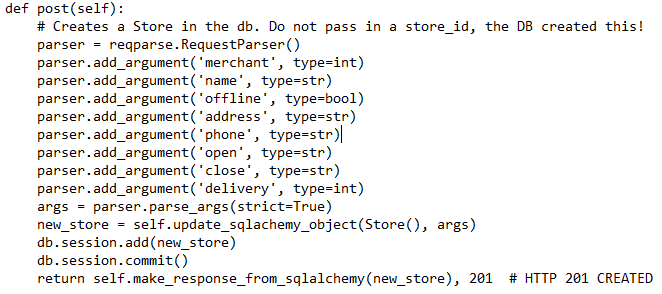 def post(self):
    # Creates a Store in the db. Do not pass in a store_id, the DB created this!
    parser = reqparse.RequestParser()
    parser.add_argument('merchant', type=int)
    parser.add_argument('name', type=str)
    parser.add_argument('offline', type=bool)
    parser.add_argument('address', type=str)
    parser.add_argument('phone', type=str)
    parser.add_argument('open', type=str)
    parser.add_argument('close', type=str)
    parser.add_argument('delivery', type=int)
    args = parser.parse_args(strict=True)
    new_store = self.update_sqlachemy_object(Store(), args)
    db.session.add(new_store)
    db.session.commit()
    return self.make_response_from_sqlalchemy(new_store), 201  # HTTP 201 CREATED